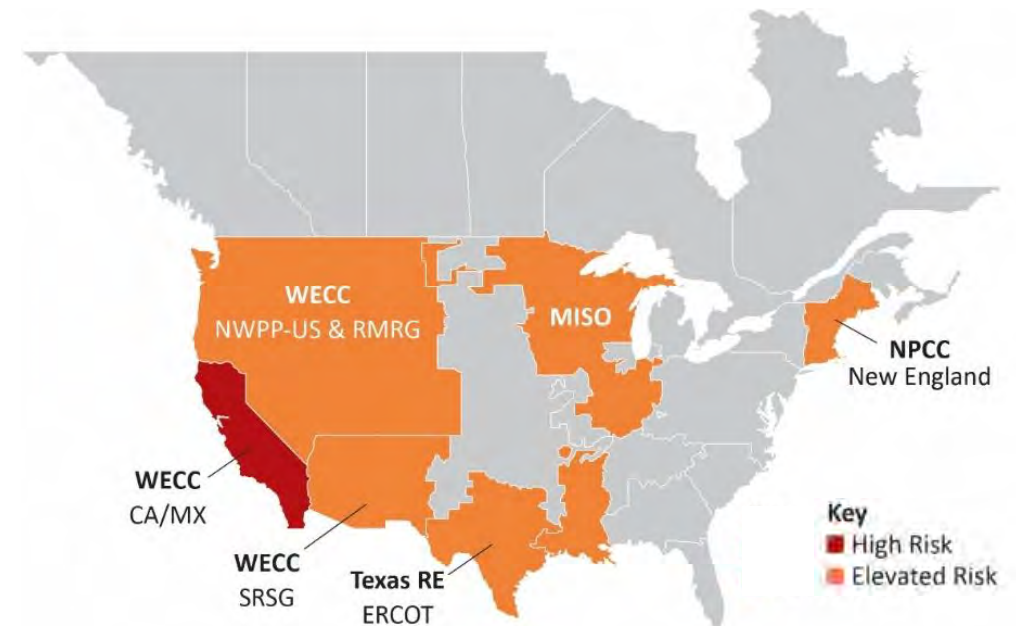 WECC
NWPP-US & RMRG
MISO
NPCC
New England
WECC
CA/MX
WECC
SRSG
Texas RE
ERCOT
Key
High Risk
Elevated Risk